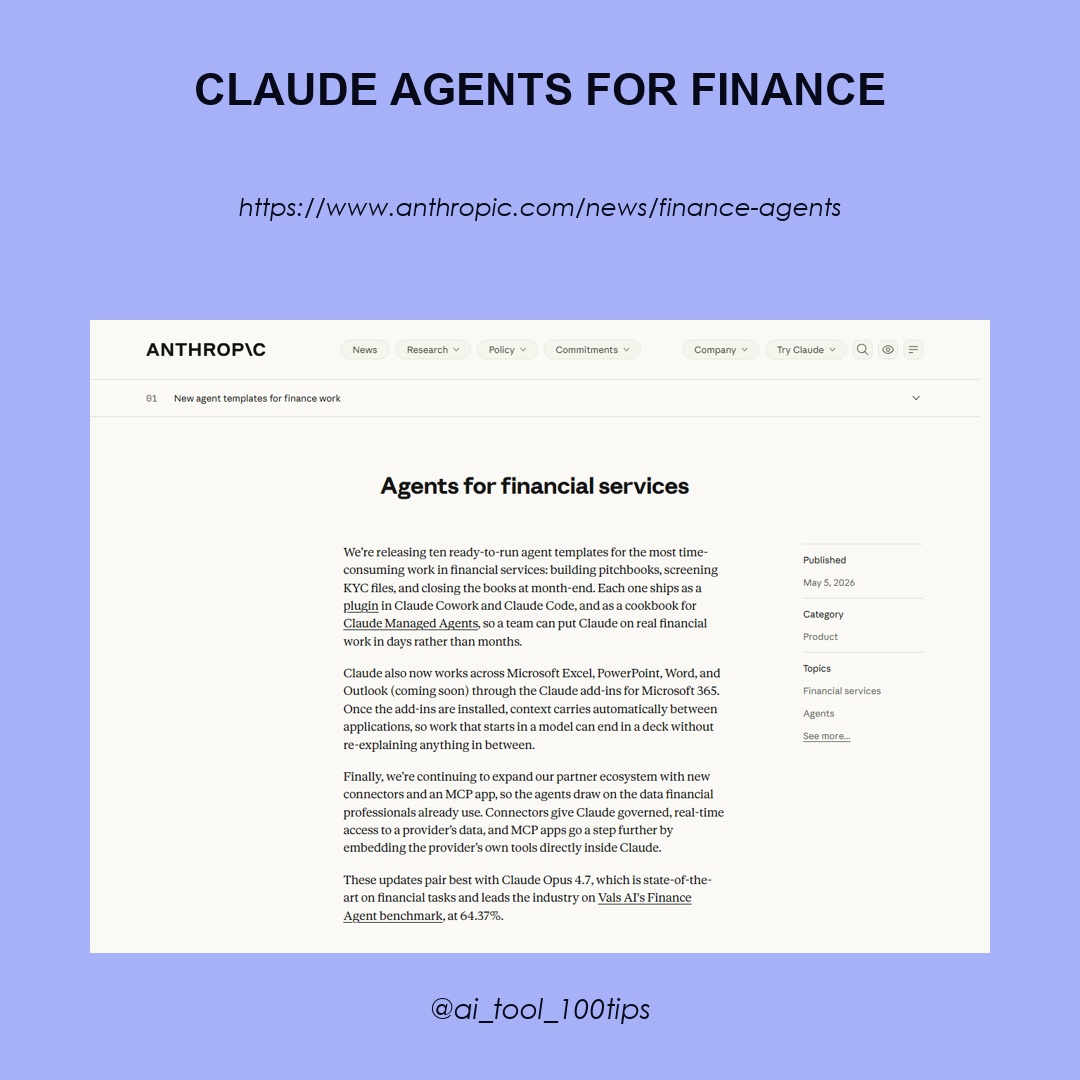 CLAUDE AGENTS FOR FINANCE
https://www.anthropic.com/news/finance-agents
ANTHROP\C
News
Research
Policy
Commitments
Company
Try Claude
01 New agent templates for finance work
Agents for financial services
We’re releasing ten ready-to-run agent templates for the most time-
consuming work in financial services: building pitchbooks, screening
KYC files, and closing the books at month-end. Each one ships as a
plugin in Claude Cowork and Claude Code, and as a cookbook for
Claude Managed Agents, so a team can put Claude on real financial
work in days rather than months.
Claude also now works across Microsoft Excel, PowerPoint, Word, and
Outlook (coming soon) through the Claude add-ins for Microsoft 365.
Once the add-ins are installed, context carries automatically between
applications, so work that starts in a model can end in a deck without
re-explaining anything in between.
Finally, we’re continuing to expand our partner ecosystem with new
connectors and an MCP app, so the agents draw on the data financial
professionals already use. Connectors give Claude governed, real-time
access to a provider’s data, and MCP apps go a step further by
embedding the provider’s own tools directly inside Claude.
These updates pair best with Claude Opus 4.7, which is state-of-the-
art on financial tasks and leads the industry on Vals AI’s Finance
Agent benchmark, at 64.37%.
Published
May 5, 2026
Category
Product
Topics
Financial services
Agents
See more...
@ai_tool_100tips